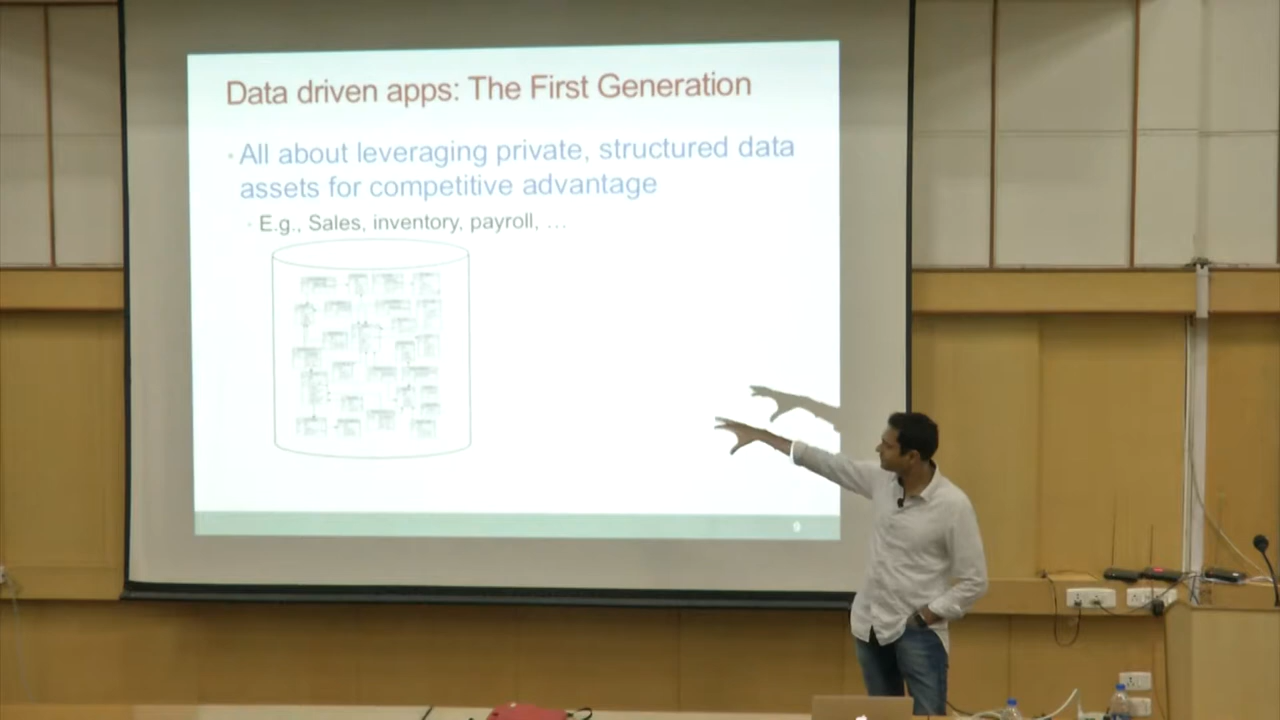 Data driven apps: The First Generation
• All about leveraging private, structured data
assets for competitive advantage
• E.g., Sales, inventory, payroll, …
9